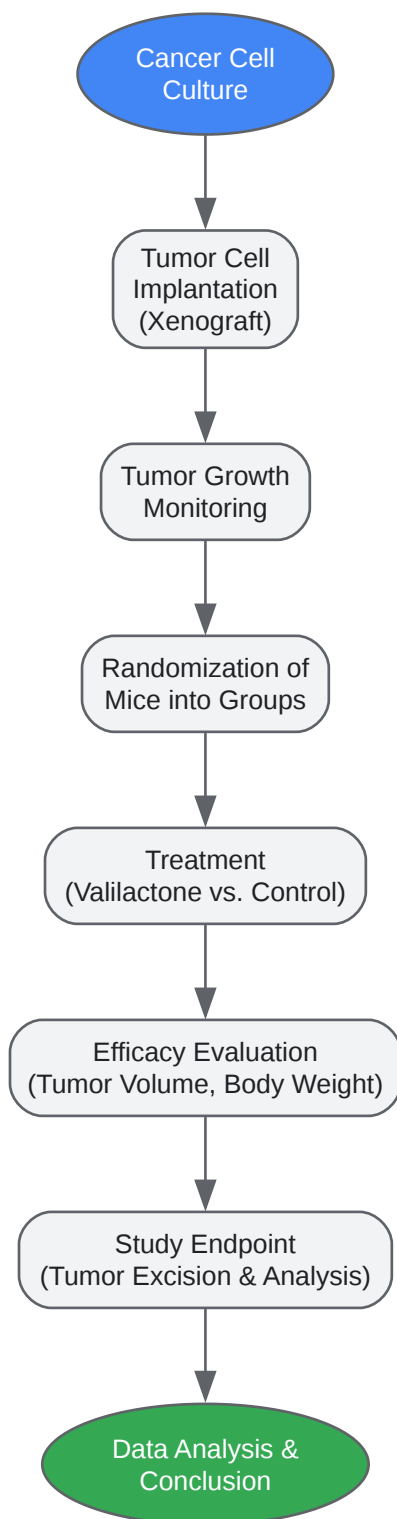 Cancer Cell
Culture
Tumor Cell
Implantation
(Xenograft)
Tumor Growth
Monitoring
Randomization of
Mice into Groups
Treatment
(Valilactone vs. Control)
Efficacy Evaluation
(Tumor Volume, Body Weight)
Study Endpoint
(Tumor Excision & Analysis)
Data Analysis &
Conclusion